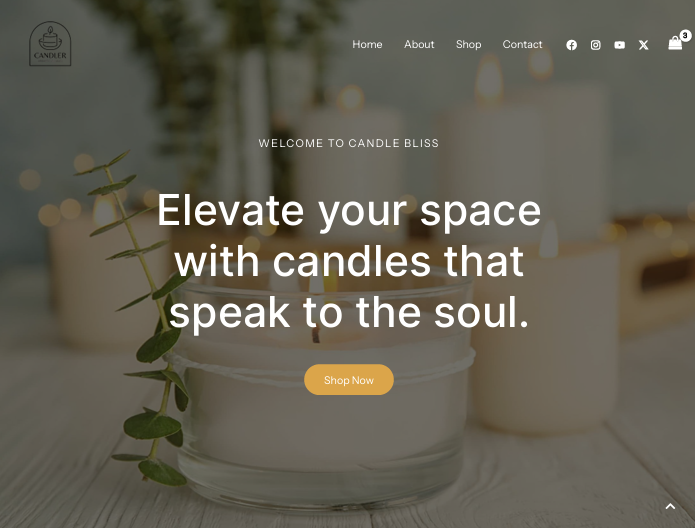 CANDLER
Home About Shop Contact
3
WELCOME TO CANDLE BLISS
Elevate your space
with candles that
speak to the soul.
Shop Now